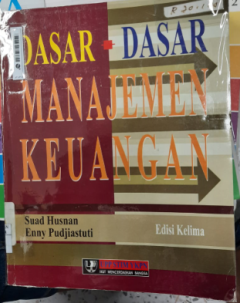 DASAR - DASAR
MANAJEMEN
KEUANGAN
Suad Husnan
Enny Pudjiastuti
Edisi Kelima